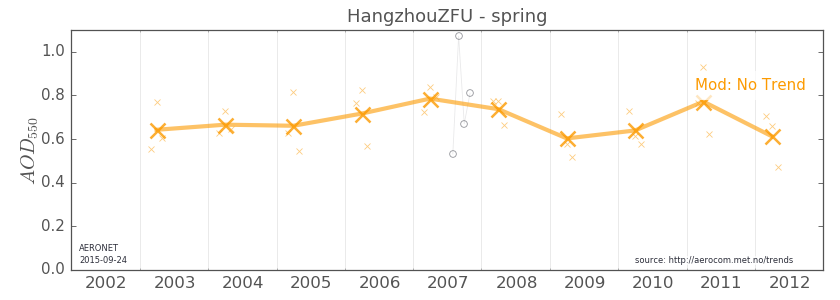 HangzhouZFU - spring
1.0
0.8
0.6
0.4
0.2
0.0
AOD550
Mod: No Trend
AERONET
2015-09-24
source: http://aerocom.met.no/trends
2002 2003 2004 2005 2006 2007 2008 2009 2010 2011 2012